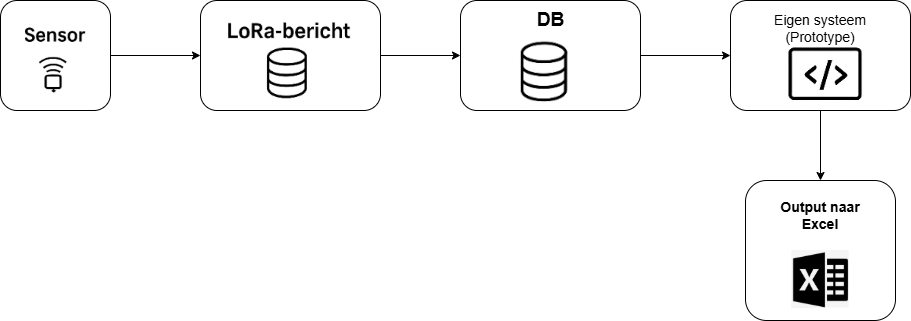 Sensor
LoRa-bericht
DB
Eigen systeem
(Prototype)
</>
Output naar
Excel
X